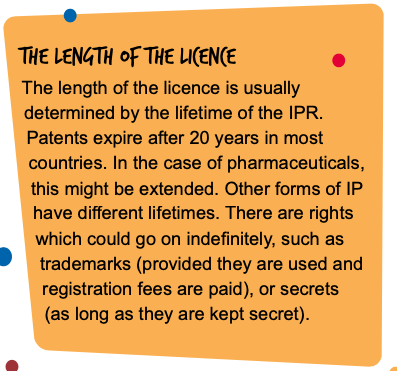 THE LENGTH OF THE LICENCE
The length of the licence is usually
determined by the lifetime of the IPR.
Patents expire after 20 years in most
countries. In the case of pharmaceuticals,
this might be extended. Other forms of IP
have different lifetimes. There are rights
which could go on indefinitely, such as
trademarks (provided they are used and
registration fees are paid), or secrets
(as long as they are kept secret).